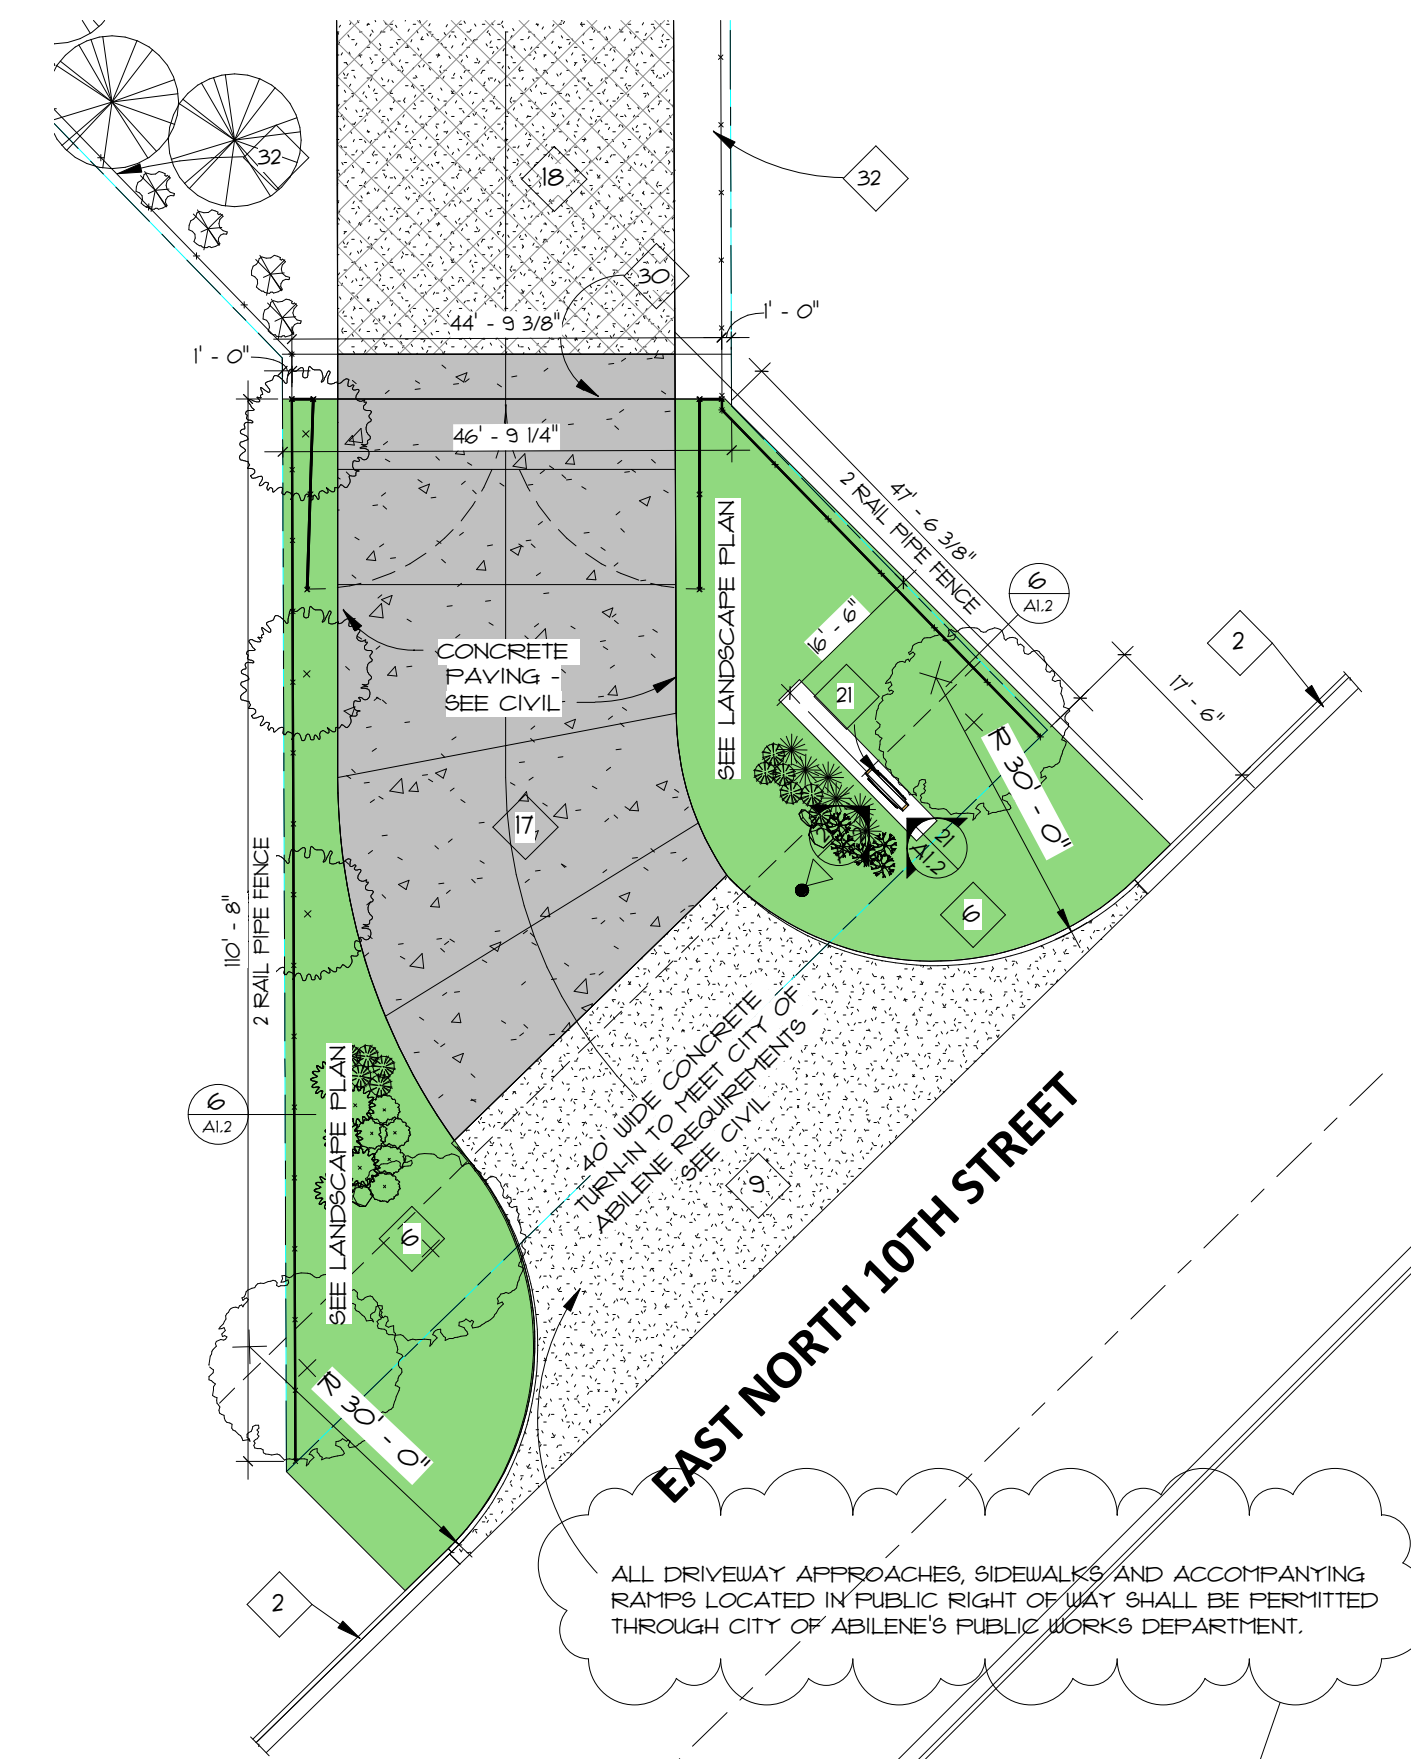 32
18
32
30
44' - 9 3/8"
1' - 0"
1' - 0"
46' - 9 1/4"
47' - 6 3/8"
2 RAIL PIPE FENCE
6
A1.2
16' - 6"
2
17' - 6"
CONCRETE
PAVING -
SEE CIVIL
SEE LANDSCAPE PLAN
21
R 30' - 0"
17
21
A1.2
6
110' - 8"
2 RAIL PIPE FENCE
40' WIDE CONCRETE
TURN-IN TO MEET CITY OF
ABILENE REQUIREMENTS -
SEE CIVIL
9
6
A1.2
SEE LANDSCAPE PLAN
6
R 30' - 0"
EAST NORTH 10TH STREET
2
ALL DRIVEWAY APPROACHES, SIDEWALKS AND ACCOMPANYING
RAMPS LOCATED IN PUBLIC RIGHT OF WAY SHALL BE PERMITTED
THROUGH CITY OF ABILENE'S PUBLIC WORKS DEPARTMENT.